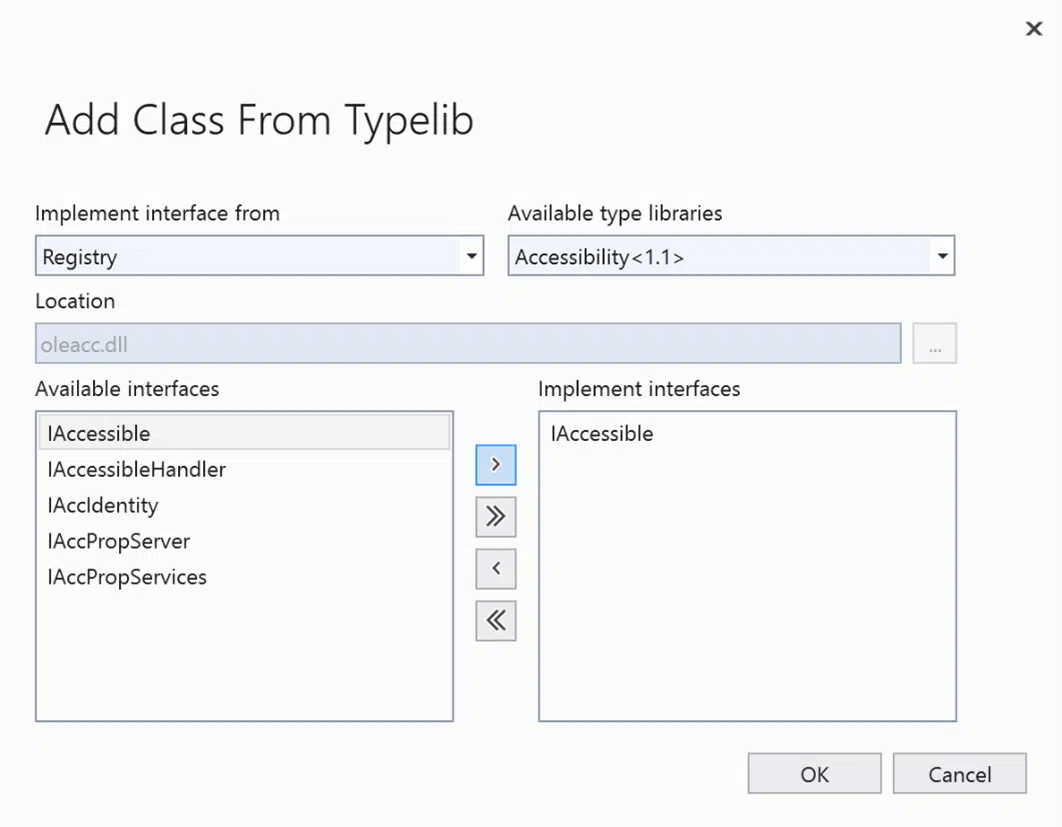 Add Class From Typelib
Implement interface from
Available type libraries
Registry
Accessibility<1.1>
Location
oleacc.dll
...
Available interfaces
Implement interfaces
IAccessible
IAccessibleHandler
IAccIdentity
IAccPropServer
IAccPropServices
>
>>
<
<<
IAccessible
OK
Cancel